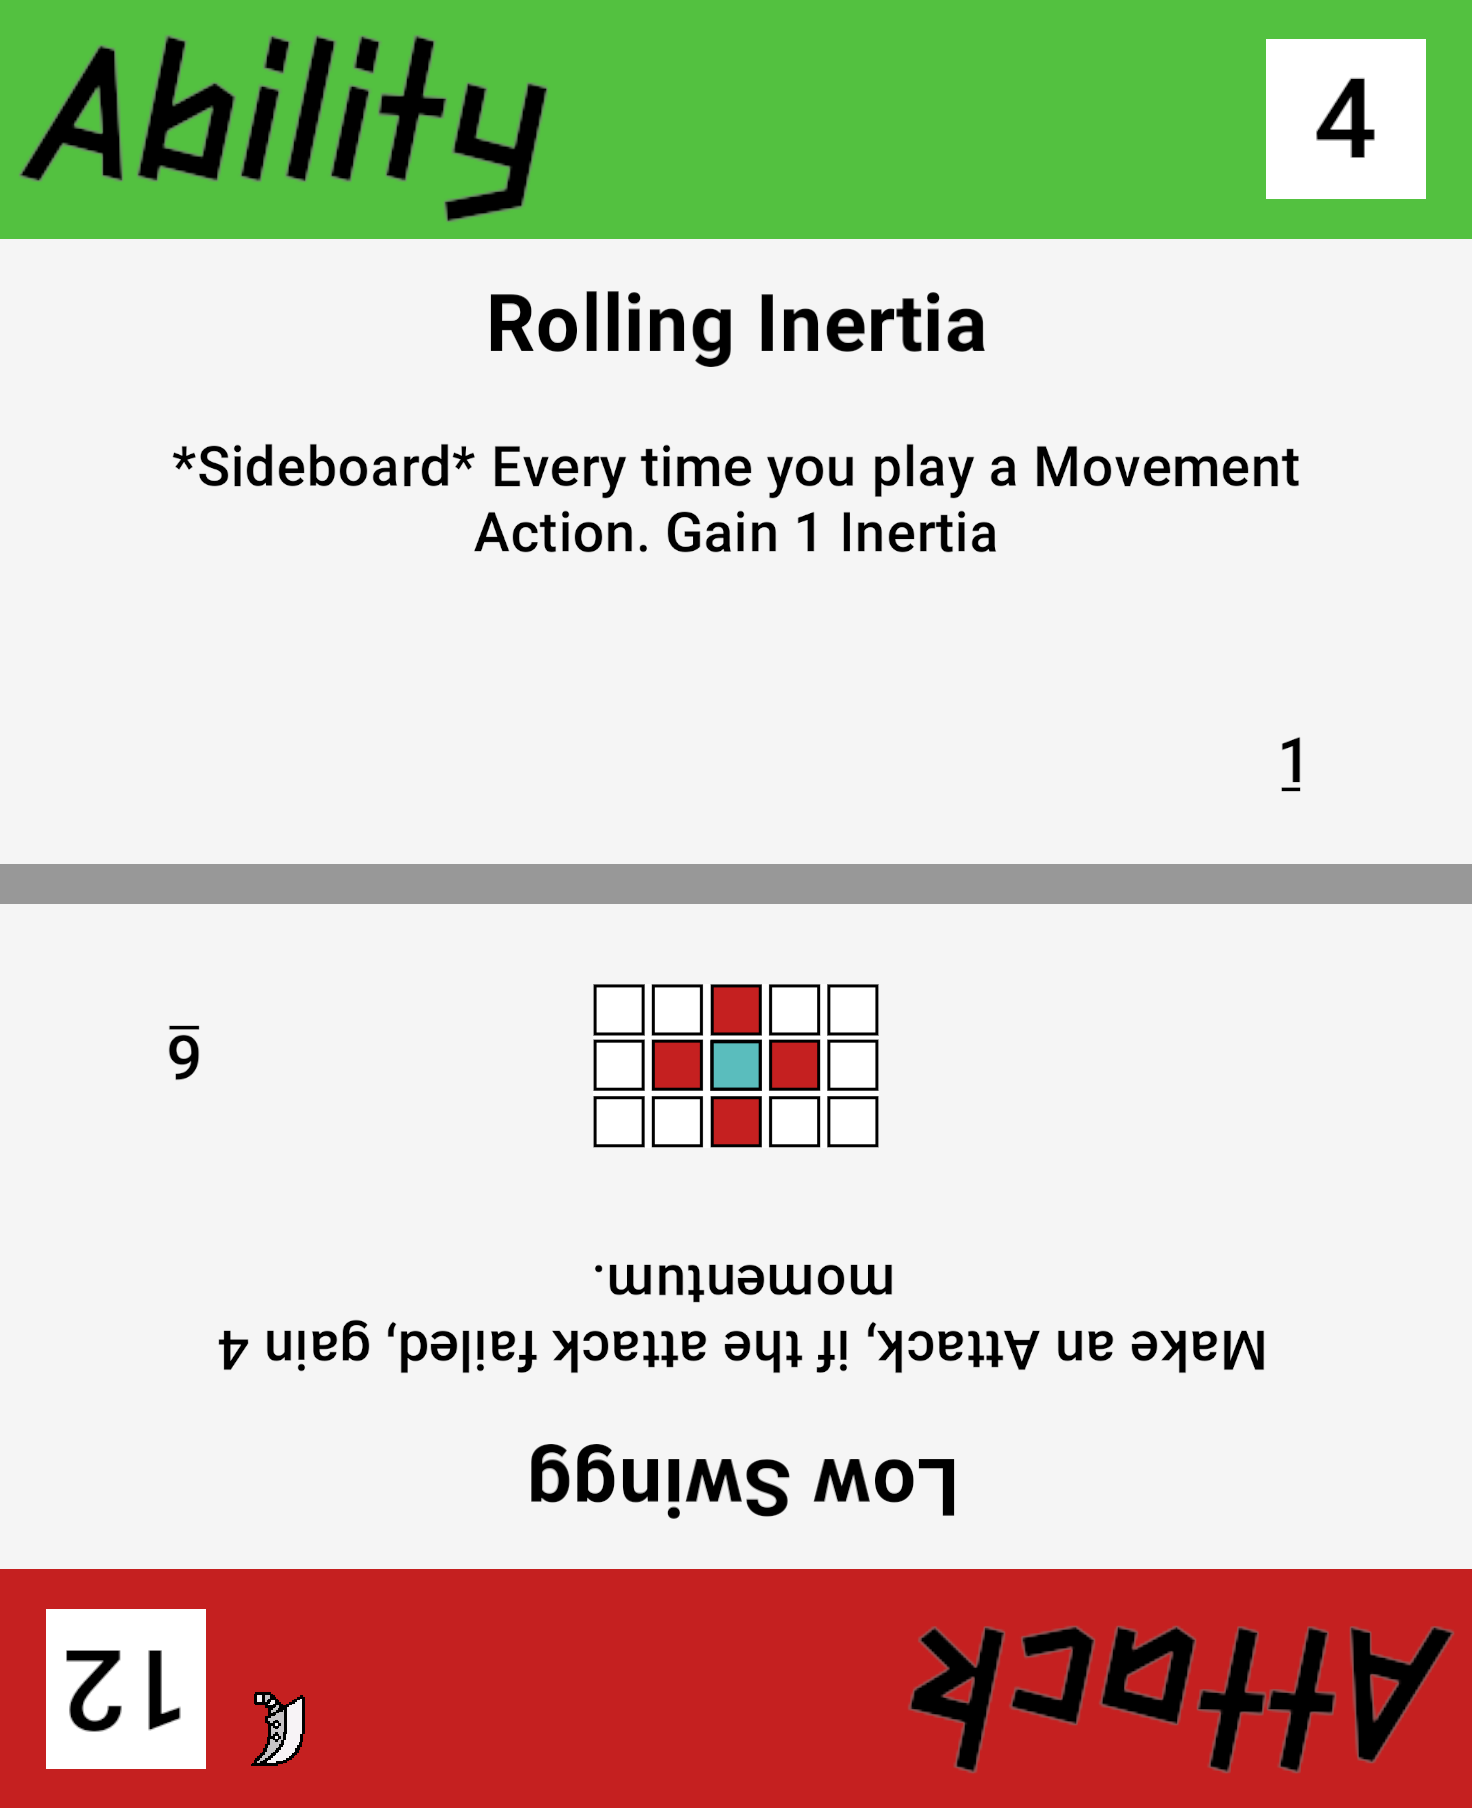 Ability
4
Rolling Inertia
*Sideboard* Every time you play a Movement
Action. Gain 1 Inertia
1
Attack
12
Low Swingg
Make an Attack, if the attack failed, gain 4
momentum.
6